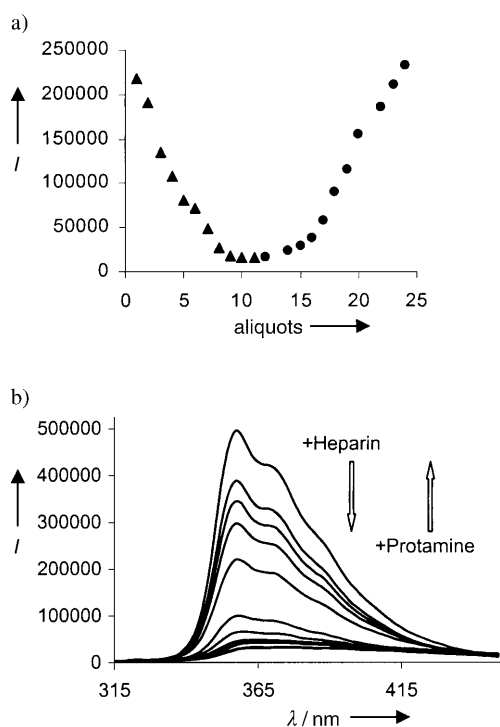 a)
250000
200000
150000
100000
50000
0
I
0 5 10 15 20 25
aliquots
b)
500000
400000
300000
200000
100000
0
I
+Heparin
+Protamine
315 365 415
λ / nm